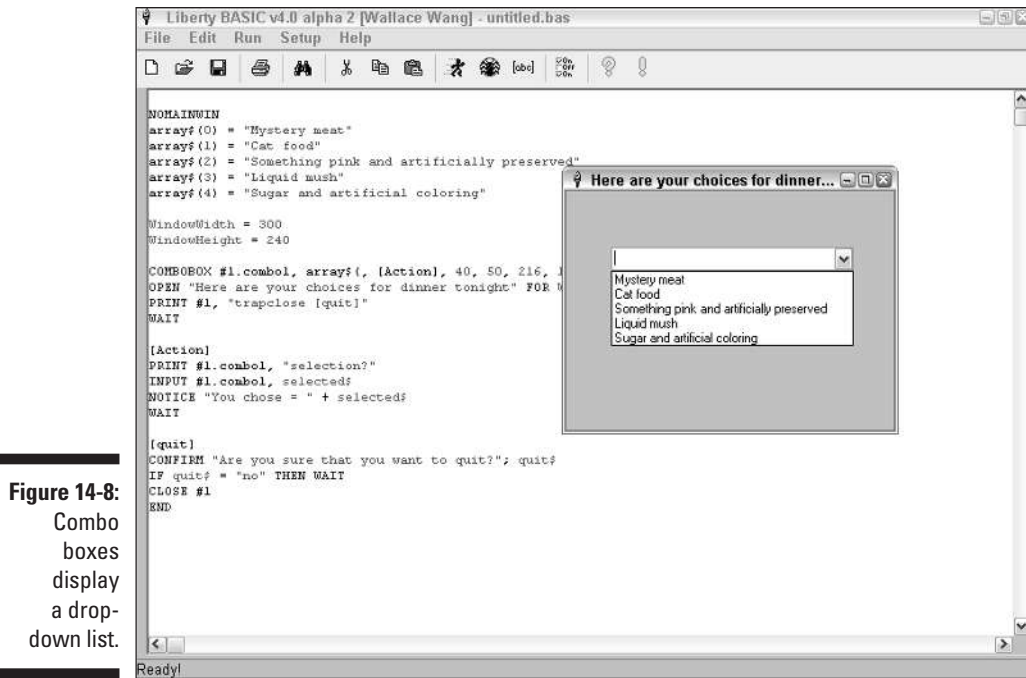 Liberty BASIC v4.0 alpha 2 [Wallace Wang] - untitled.bas
File Edit Run Setup Help
[abc]
On
Off
On
NOMAINWIN
array$(0) = "Mystery meat"
array$(1) = "Cat food"
array$(2) = "Something pink and artificially preserved"
array$(3) = "Liquid mush"
array$(4) = "Sugar and artificial coloring"
WindowWidth = 300
WindowHeight = 240
COMBOBOX #1.combo1, array$(, [Action], 40, 50, 216,
OPEN "Here are your choices for dinner tonight" FOR
PRINT #1, "trapclose [quit]"
WAIT
[Action]
PRINT #1.combo1, "selection?"
INPUT #1.combo1, selected$
NOTICE "You chose = " + selected$
WAIT
[quit]
CONFIRM "Are you sure that you want to quit?"; quit$
IF quit$ = "no" THEN WAIT
CLOSE #1
END
Here are your choices for dinner...
Mystery meat
Cat food
Something pink and artificially preserved
Liquid mush
Sugar and artificial coloring
Ready!
Figure 14-8:
Combo
boxes
display
a drop-
down list.